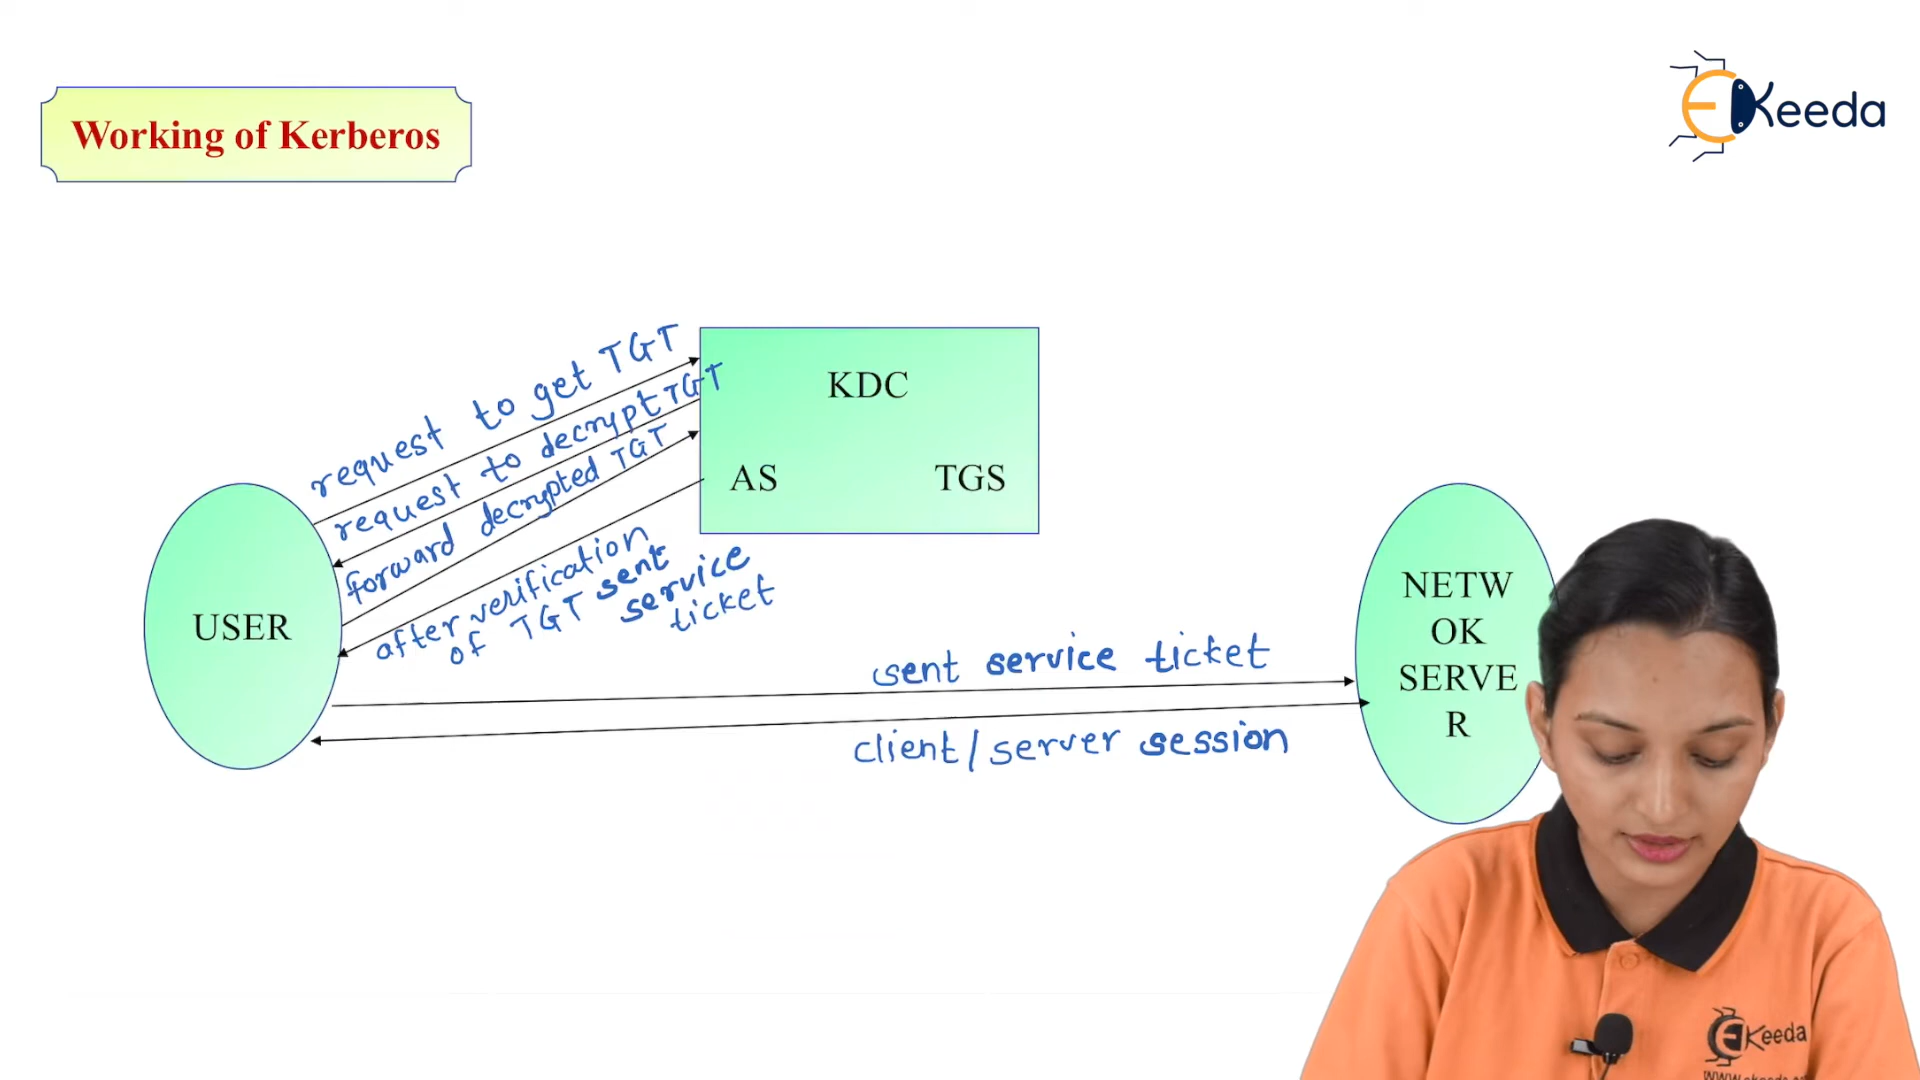 Working of Kerberos
EKeeda
request to get TGT
request to decrypt TGT
forward decrypted TGT
after verification
of TGT sent
service
ticket
KDC
AS TGS
USER
NETW
OK
SERVE
R
sent service ticket
client/server session
EKeeda